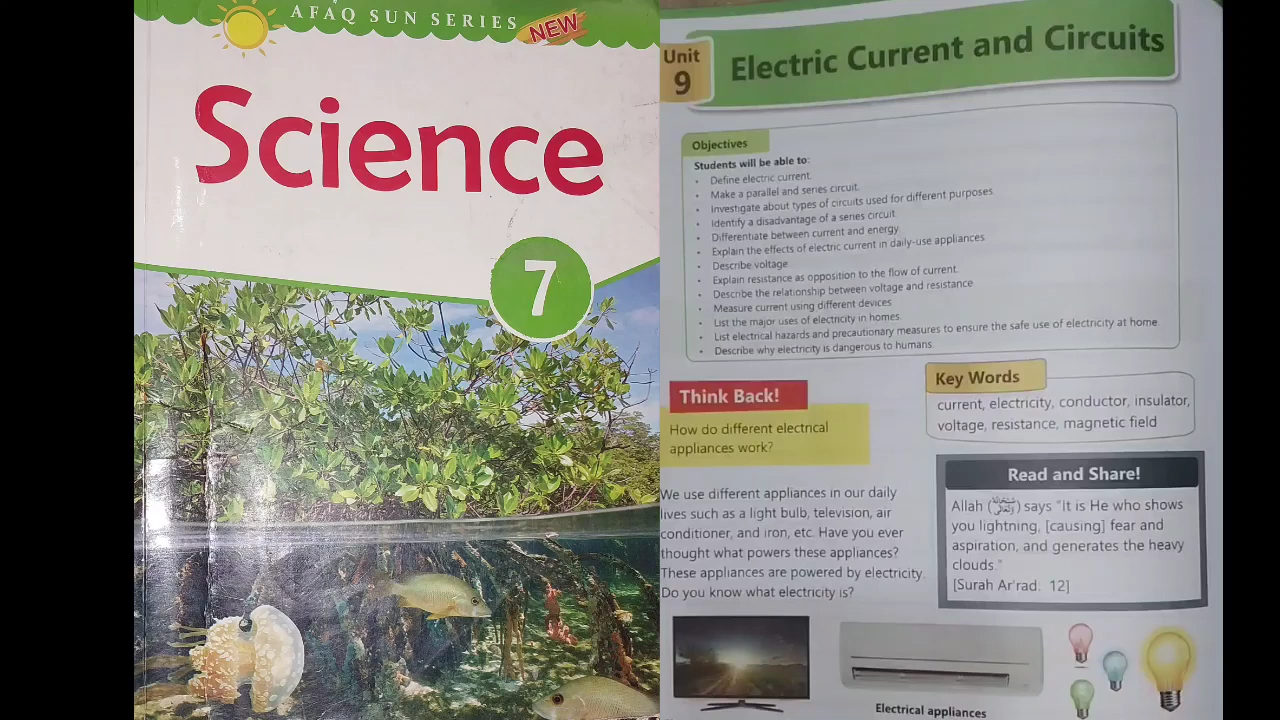 AFAQ SUN SERIES
NEW
Science
7
Unit
9
Electric Current and Circuits
Objectives
Students will be able to:
• Define electric current.
• Make a parallel and series circuit.
• Investigate about types of circuits used for different purposes.
• Identify a disadvantage of a series circuit.
• Differentiate between current and energy.
• Explain the effects of electric current in daily-use appliances.
• Describe voltage.
• Explain resistance as opposition to the flow of current.
• Describe the relationship between voltage and resistance.
• Measure current using different devices.
• List the major uses of electricity in homes.
• List electrical hazards and precautionary measures to ensure the safe use of electricity at home.
• Describe why electricity is dangerous to humans.
Think Back!
How do different electrical
appliances work?
Key Words
current, electricity, conductor, insulator,
voltage, resistance, magnetic field
We use different appliances in our daily
lives such as a light bulb, television, air
conditioner, and iron, etc. Have you ever
thought what powers these appliances?
These appliances are powered by electricity.
Do you know what electricity is?
Read and Share!
Allah () says "It is He who shows
you lightning, [causing] fear and
aspiration, and generates the heavy
clouds."
[Surah Ar'rad: 12]
Electrical appliances